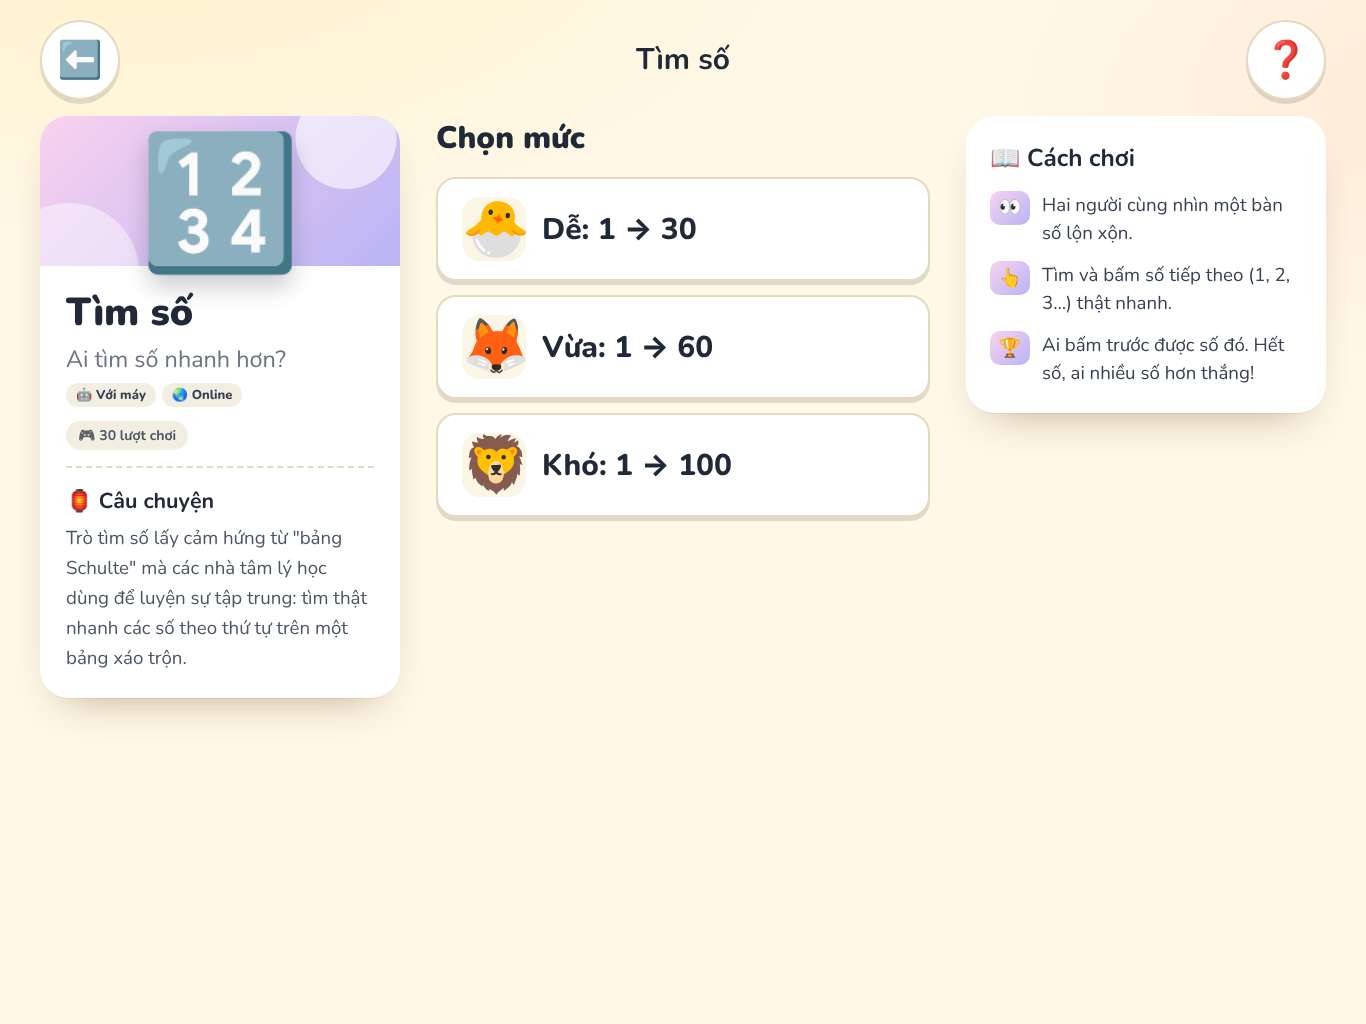 Tìm số
1 2
3 4
Tìm số
Ai tìm số nhanh hơn?
Với máy
Online
30 lượt chơi
Câu chuyện
Trò tìm số lấy cảm hứng từ "bảng
Schulte" mà các nhà tâm lý học
dùng để luyện sự tập trung: tìm thật
nhanh các số theo thứ tự trên một
bảng xáo trộn.
Chọn mức
Dễ: 1 → 30
Vừa: 1 → 60
Khó: 1 → 100
Cách chơi
Hai người cùng nhìn một bàn
số lộn xộn.
Tìm và bấm số tiếp theo (1, 2,
3...) thật nhanh.
Ai bấm trước được số đó. Hết
số, ai nhiều số hơn thắng!